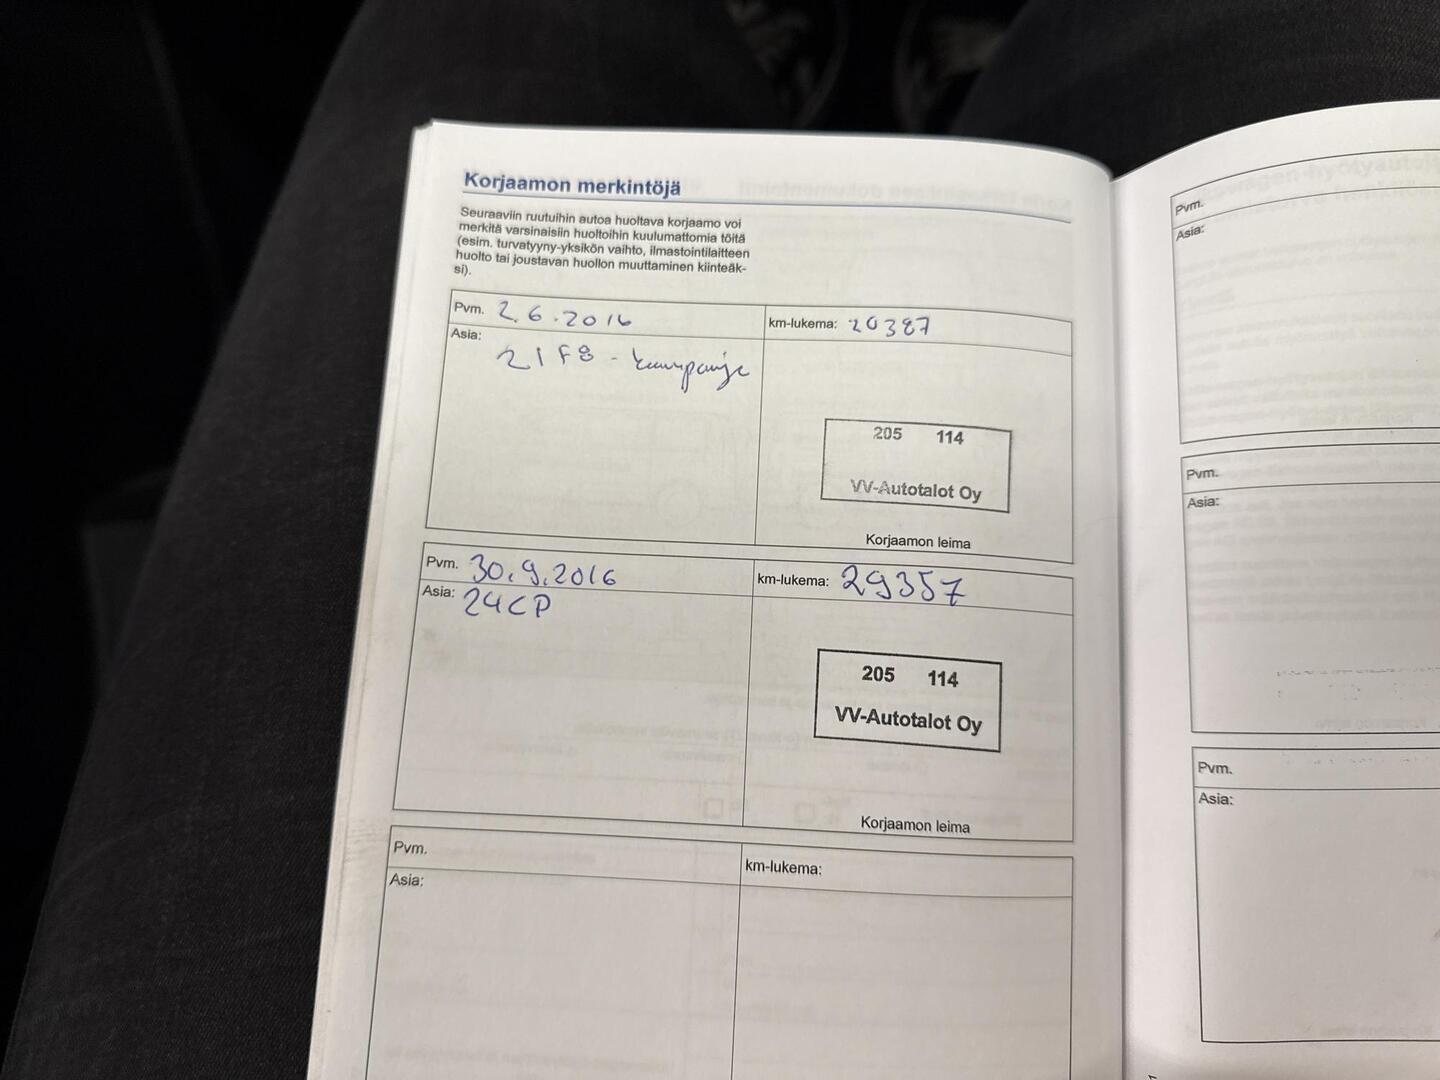 Korjaamon merkintöjä
Seuraaviin ruutuihin autoa huoltava korjaamo voi
merkitä varsinaisiin huoltoihin kuulumattomia töitä
(esim. turvatyyny-yksikön vaihto, ilmastointilaitteen
huolto tai joustavan huollon muuttaminen kiinteäk-
si).
Pvm. 2.6.2016
km-lukema: 20387
Asia: 21F8 - kampanje
205 114
VV-Autotalot Oy
Korjaamon leima
Pvm. 30.9.2016
km-lukema: 29357
Asia: 24CP
205 114
VV-Autotalot Oy
Korjaamon leima
Pvm.
km-lukema:
Asia:
Pvm.
Asia:
Pvm.
Asia:
Pvm.
Asia: